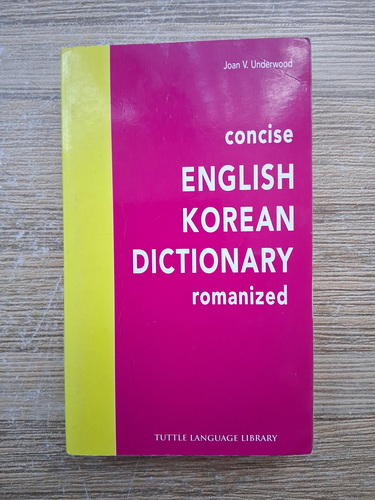 Joan V. Underwood
concise
ENGLISH
KOREAN
DICTIONARY
romanized
TUTTLE LANGUAGE LIBRARY